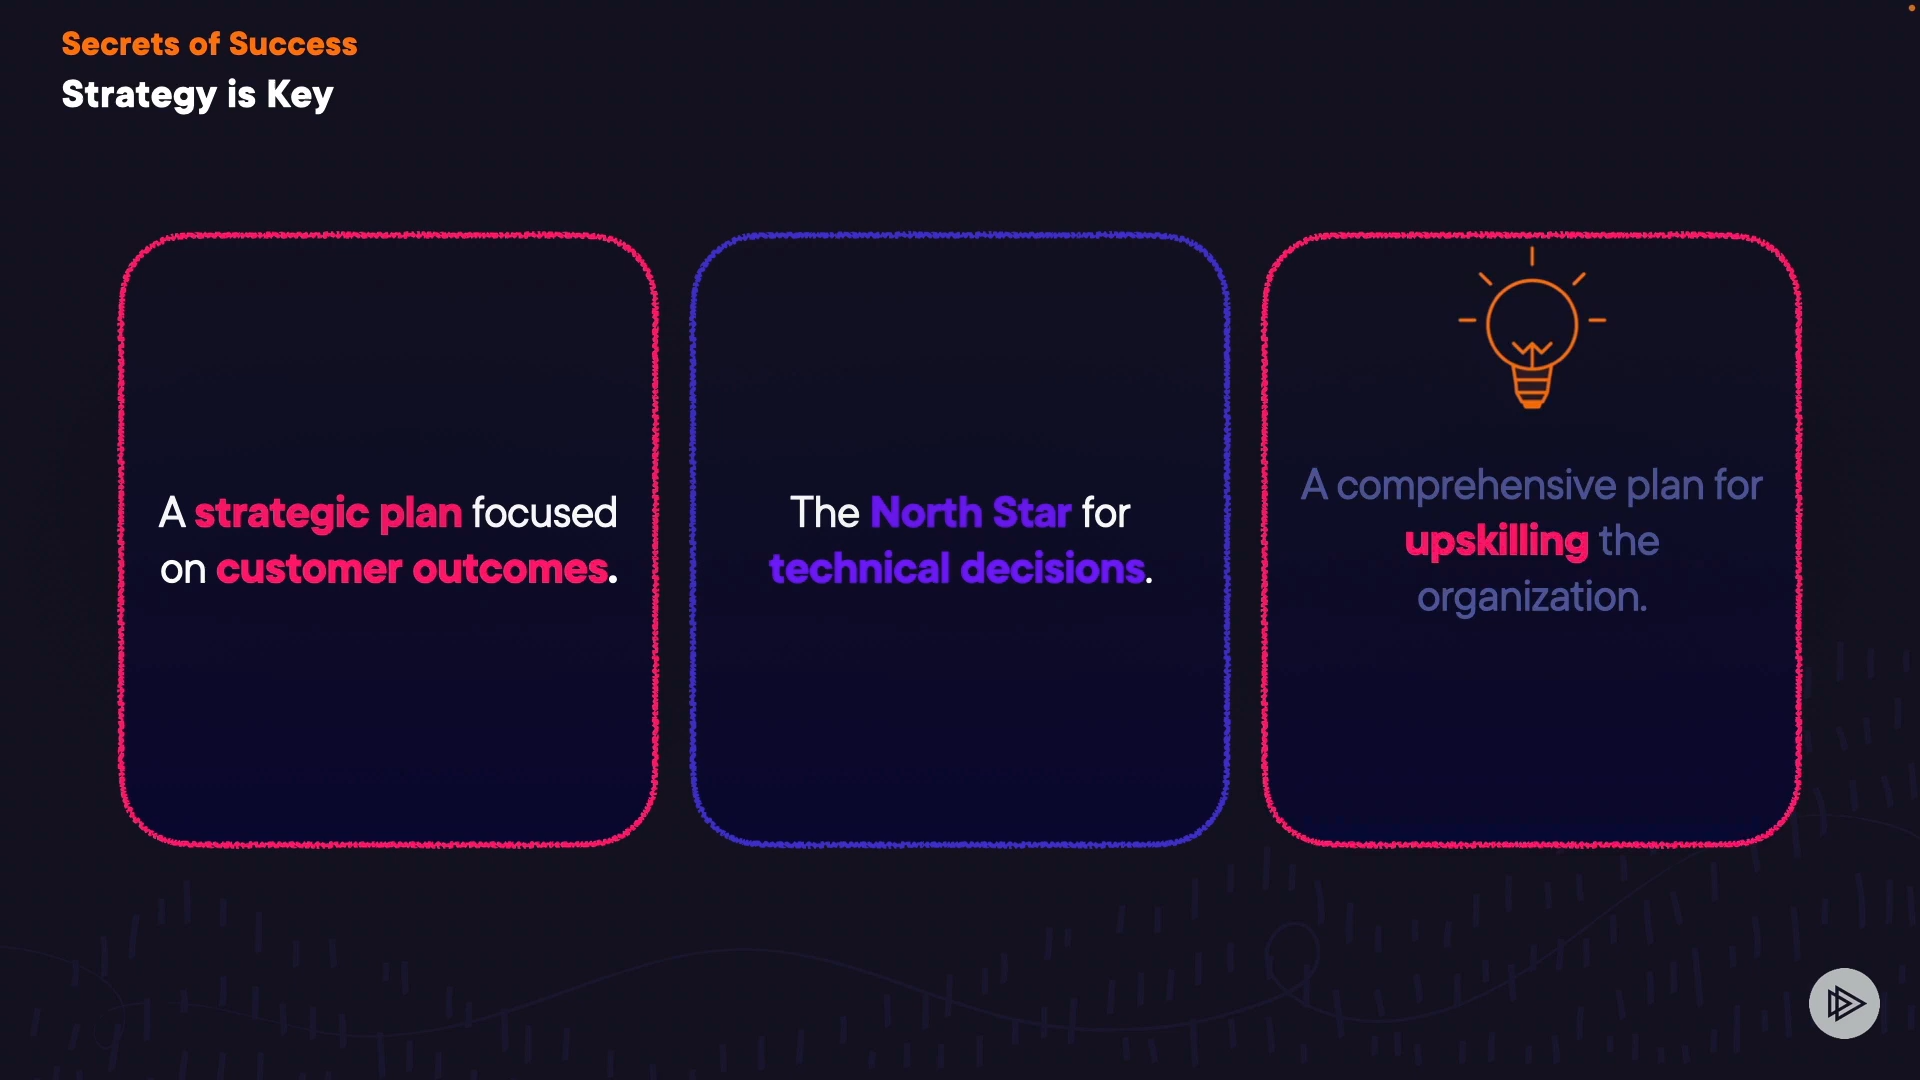 Secrets of Success
Strategy is Key
A strategic plan focused
on customer outcomes.
The North Star for
technical decisions.
A comprehensive plan for
upskilling the
organization.